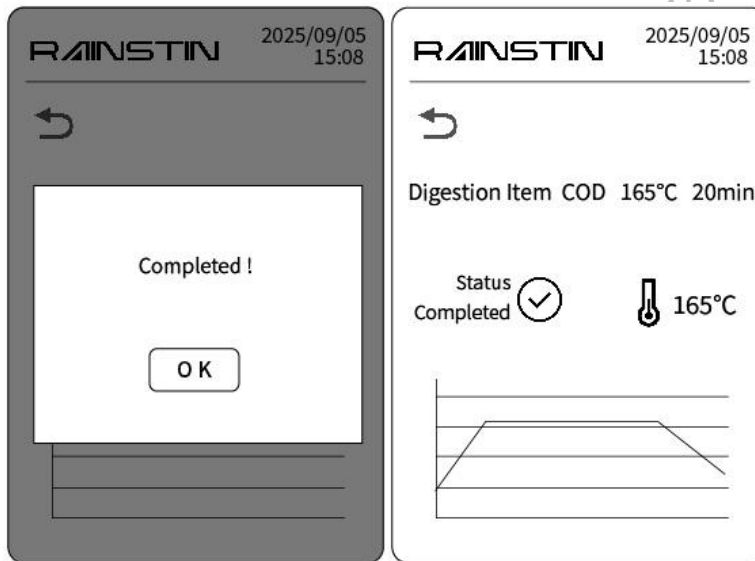 RAINSTIN
2025/09/05
15:08
Completed !
OK
RAINSTIN
2025/09/05
15:08
Digestion Item COD 165°C 20min
Status
Completed
165°C